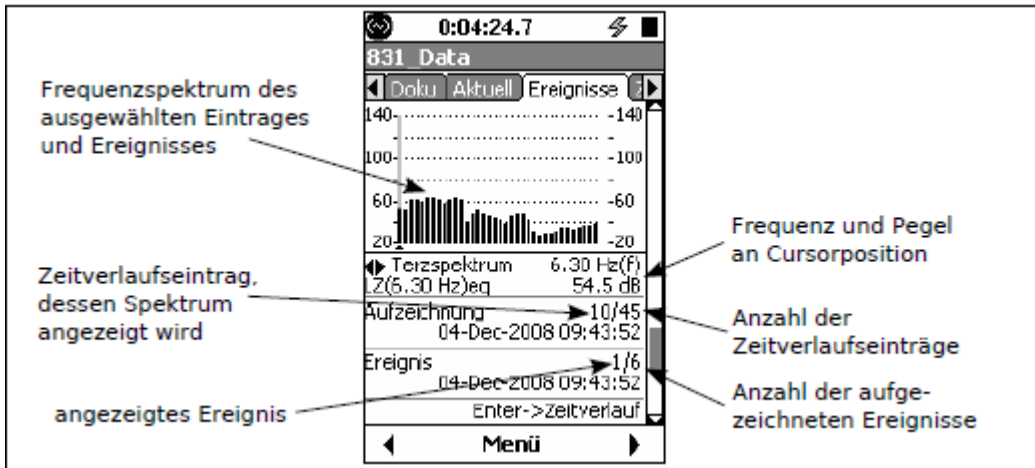 0:04:24.7
831_Data
Doku Aktuell Ereignisse Z
140 -140
100 -100
60 -60
20 -20
Terzspektrum 6.30 Hz(f)
LZ(6.30 Hz)eq 54.5 dB
Aufzeichnung 10/45
04-Dec-2008 09:43:52
Ereignis 1/6
04-Dec-2008 09:43:52
Enter->Zeitverlauf
Menü
Frequenzspektrum des
ausgewählten Eintrages
und Ereignisses
Zeitverlaufseintrag,
dessen Spektrum
angezeigt wird
angezeigtes Ereignis
Frequenz und Pegel
an Cursorposition
Anzahl der
Zeitverlaufseinträge
Anzahl der aufge-
zeichneten Ereignisse